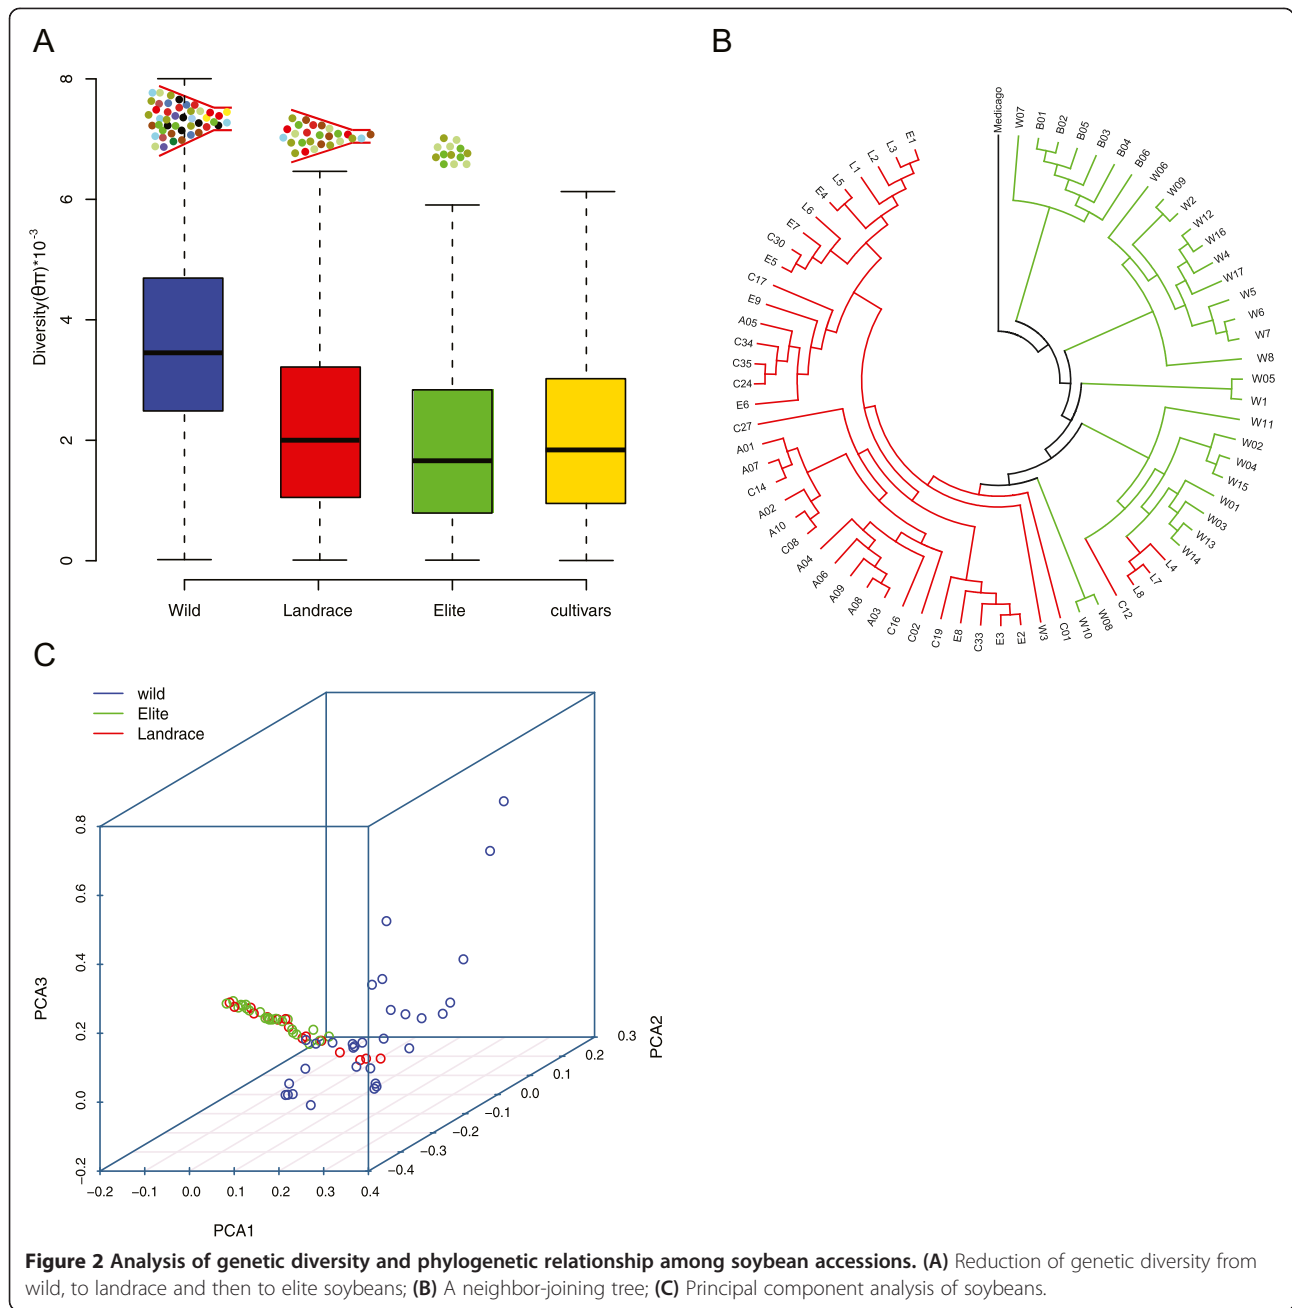 A
Diversity(θπ)*10⁻³
8
6
4
2
0
Wild
Landrace
Elite
cultivars
B
Medicago
W07
B01
B02
B05
B03
B04
B06
W06
W09
W2
W12
W16
W4
W17
W5
W6
W7
W8
W05
W1
W11
W02
W04
W15
W01
W03
W13
W14
L4
L7
L8
C12
W08
W10
C01
W3
E2
E3
C33
E8
C19
C02
C16
A03
A08
A09
A06
A04
C08
A10
A02
C14
A07
A01
C27
E6
C24
C35
C34
A05
E9
C17
E5
C30
E7
L6
E4
L5
L1
L2
L3
E1
C
wild
Elite
Landrace
PCA3
0.8
0.6
0.4
0.2
0.0
−0.2
−0.2
−0.1
0.0
0.1
0.2
0.3
0.4
PCA1
−0.4
−0.3
−0.2
−0.1
0.0
0.1
0.2
0.3
PCA2
Figure 2 Analysis of genetic diversity and phylogenetic relationship among soybean accessions. (A) Reduction of genetic diversity from
wild, to landrace and then to elite soybeans; (B) A neighbor-joining tree; (C) Principal component analysis of soybeans.